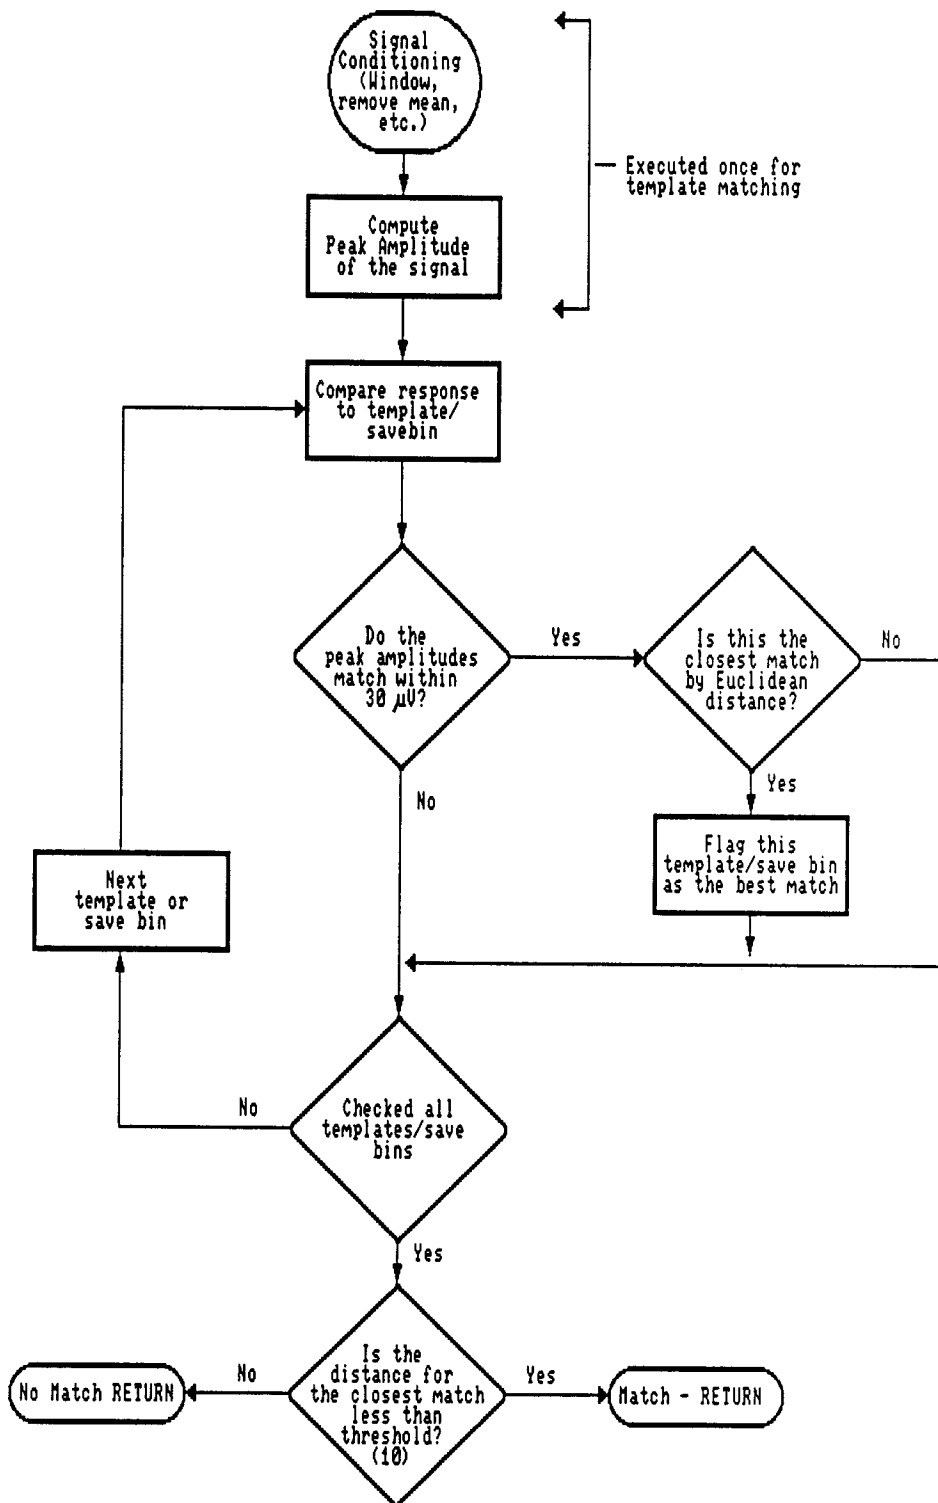 Signal
Conditioning
(Window,
remove mean,
etc.)
Executed once for
template matching
Compute
Peak Amplitude
of the signal
Compare response
to template/
savebin
Do the
peak amplitudes
match within
30 µV?
Yes
Is this the
closest match
by Euclidean
distance?
No
No
Yes
Flag this
template/save bin
as the best match
Next
template or
save bin
No
Checked all
templates/save
bins
Yes
Is the
distance for
the closest match
less than
threshold?
(10)
No
No Match RETURN
Yes
Match - RETURN